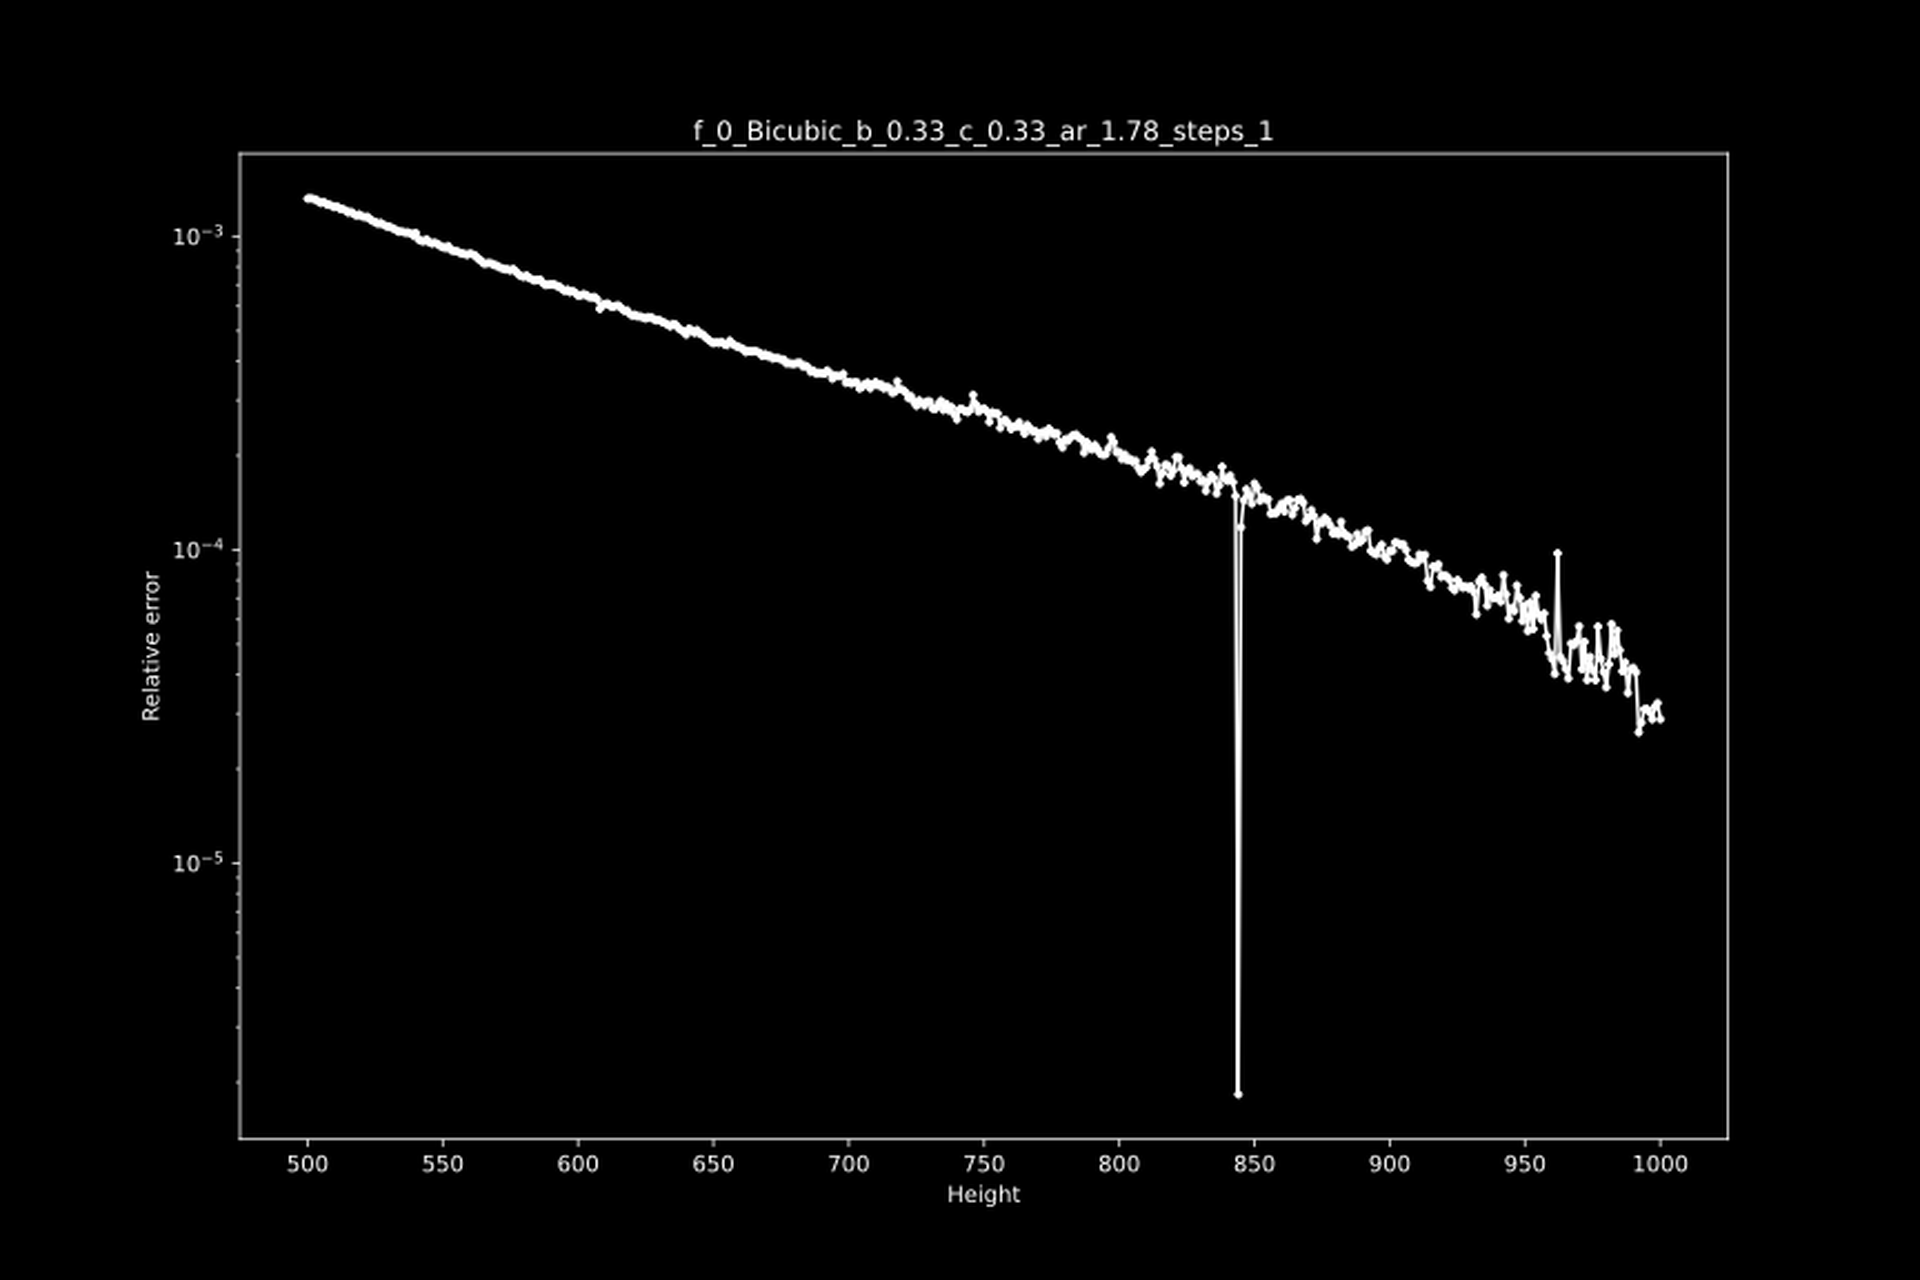 f_0_Bicubic_b_0.33_c_0.33_ar_1.78_steps_1
10⁻³
10⁻⁴
10⁻⁵
Relative error
500 550 600 650 700 750 800 850 900 950 1000
Height